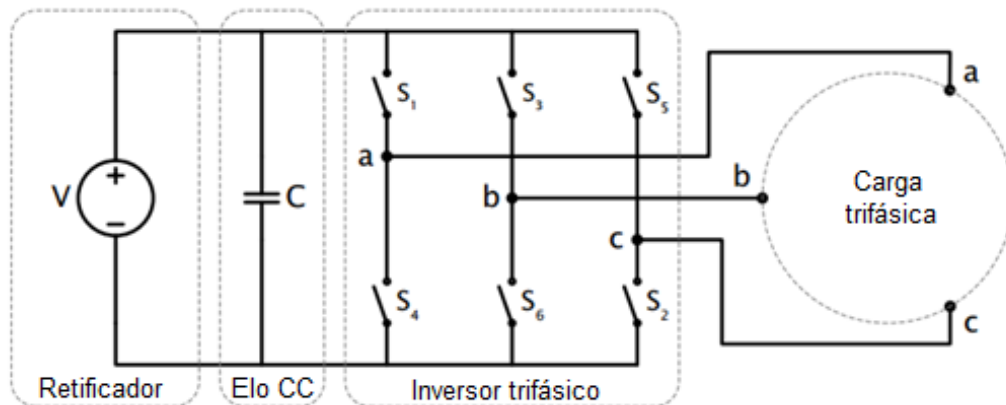 S₁
S₃
S₅
a
a
V
C
b
b
Carga
trifásica
c
S₄
S₆
S₂
c
Retificador
Elo CC
Inversor trifásico